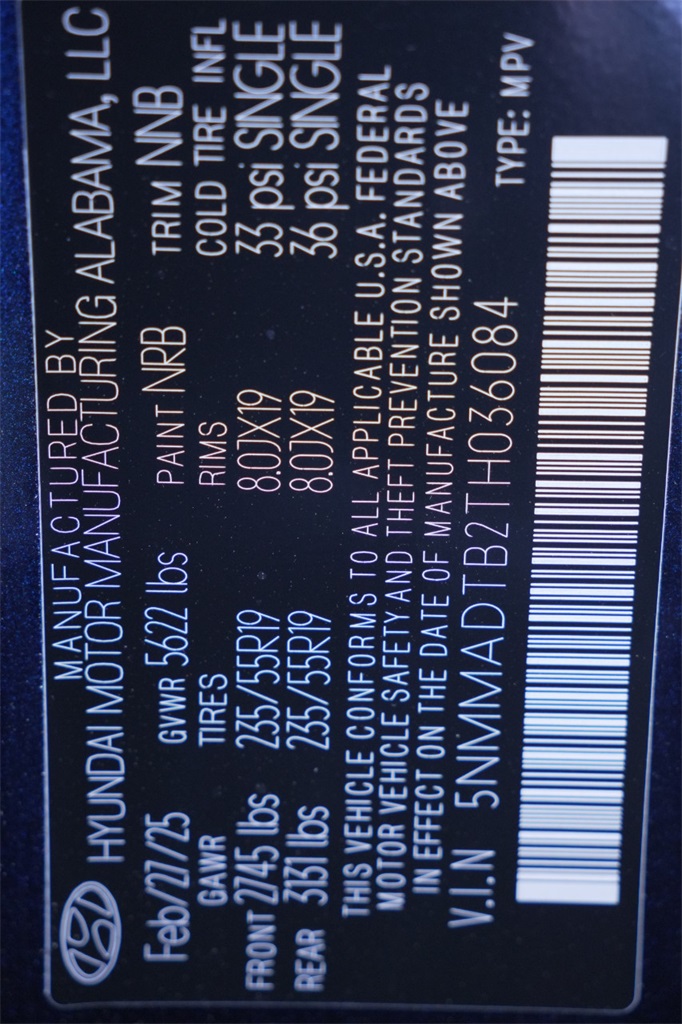 MANUFACTURED BY
HYUNDAI MOTOR MANUFACTURING ALABAMA, LLC
Feb/27/25 GVWR 5622 lbs PAINT NRB TRIM NNB
GAWR TIRES RIMS COLD TIRE INFL
FRONT 2745 lbs 235/55R19 8.0JX19 33 psi SINGLE
REAR 3131 lbs 235/55R19 8.0JX19 36 psi SINGLE
THIS VEHICLE CONFORMS TO ALL APPLICABLE U.S.A. FEDERAL
MOTOR VEHICLE SAFETY AND THEFT PREVENTION STANDARDS
IN EFFECT ON THE DATE OF MANUFACTURE SHOWN ABOVE
V.I.N 5NMMADTB2TH036084 TYPE: MPV